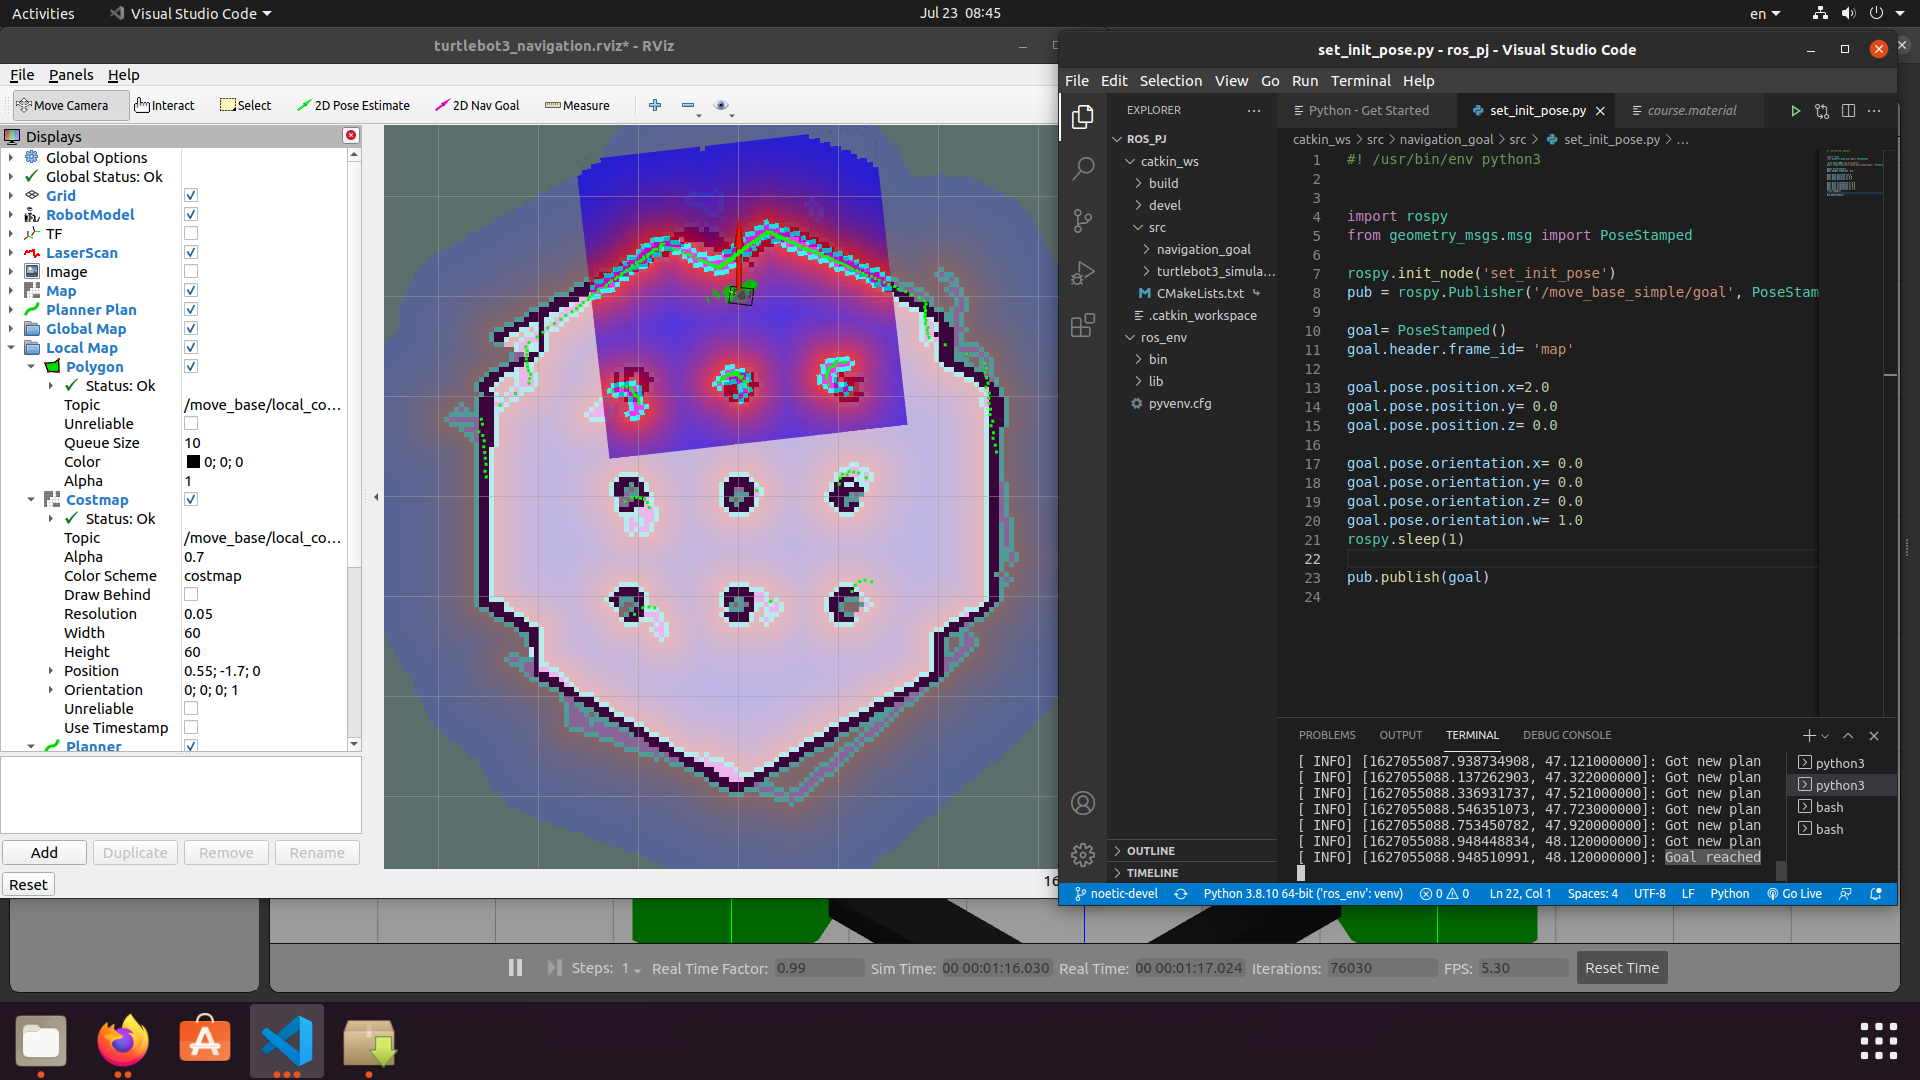 Activities
Visual Studio Code
Jul 23 08:45
en
turtlebot3_navigation.rviz* - RViz
File Panels Help
Move Camera
Interact
Select
2D Pose Estimate
2D Nav Goal
Measure
Displays
Global Options
Global Status: Ok
Grid
RobotModel
TF
LaserScan
Image
Map
Planner Plan
Global Map
Local Map
Polygon
Status: Ok
Topic /move_base/local_co...
Unreliable
Queue Size 10
Color 0; 0; 0
Alpha 1
Costmap
Status: Ok
Topic /move_base/local_co...
Alpha 0.7
Color Scheme costmap
Draw Behind
Resolution 0.05
Width 60
Height 60
Position 0.55; -1.7; 0
Orientation 0; 0; 0; 1
Unreliable
Use Timestamp
Planner
Add Duplicate Remove Rename
Reset
16
set_init_pose.py - ros_pj - Visual Studio Code
File Edit Selection View Go Run Terminal Help
EXPLORER
ROS_PJ
catkin_ws
build
devel
src
navigation_goal
turtlebot3_simula...
CMakeLists.txt
.catkin_workspace
ros_env
bin
lib
pyvenv.cfg
OUTLINE
TIMELINE
Python - Get Started
set_init_pose.py
course.material
catkin_ws > src > navigation_goal > src > set_init_pose.py > ...
1 #! /usr/bin/env python3
2
3
4 import rospy
5 from geometry_msgs.msg import PoseStamped
6
7 rospy.init_node('set_init_pose')
8 pub = rospy.Publisher('/move_base_simple/goal', PoseStam
9
10 goal= PoseStamped()
11 goal.header.frame_id= 'map'
12
13 goal.pose.position.x=2.0
14 goal.pose.position.y= 0.0
15 goal.pose.position.z= 0.0
16
17 goal.pose.orientation.x= 0.0
18 goal.pose.orientation.y= 0.0
19 goal.pose.orientation.z= 0.0
20 goal.pose.orientation.w= 1.0
21 rospy.sleep(1)
22
23 pub.publish(goal)
24
PROBLEMS OUTPUT TERMINAL DEBUG CONSOLE
[ INFO] [1627055087.938734908, 47.121000000]: Got new plan
[ INFO] [1627055088.137262903, 47.322000000]: Got new plan
[ INFO] [1627055088.336931737, 47.521000000]: Got new plan
[ INFO] [1627055088.546351073, 47.723000000]: Got new plan
[ INFO] [1627055088.753450782, 47.920000000]: Got new plan
[ INFO] [1627055088.948448834, 48.120000000]: Got new plan
[ INFO] [1627055088.948510991, 48.120000000]: Goal reached
python3
python3
bash
bash
noetic-devel Python 3.8.10 64-bit ('ros_env': venv) 0 0 Ln 22, Col 1 Spaces: 4 UTF-8 LF Python Go Live
Steps: 1 Real Time Factor: 0.99 Sim Time: 00 00:01:16.030 Real Time: 00 00:01:17.024 Iterations: 76030 FPS: 5.30 Reset Time